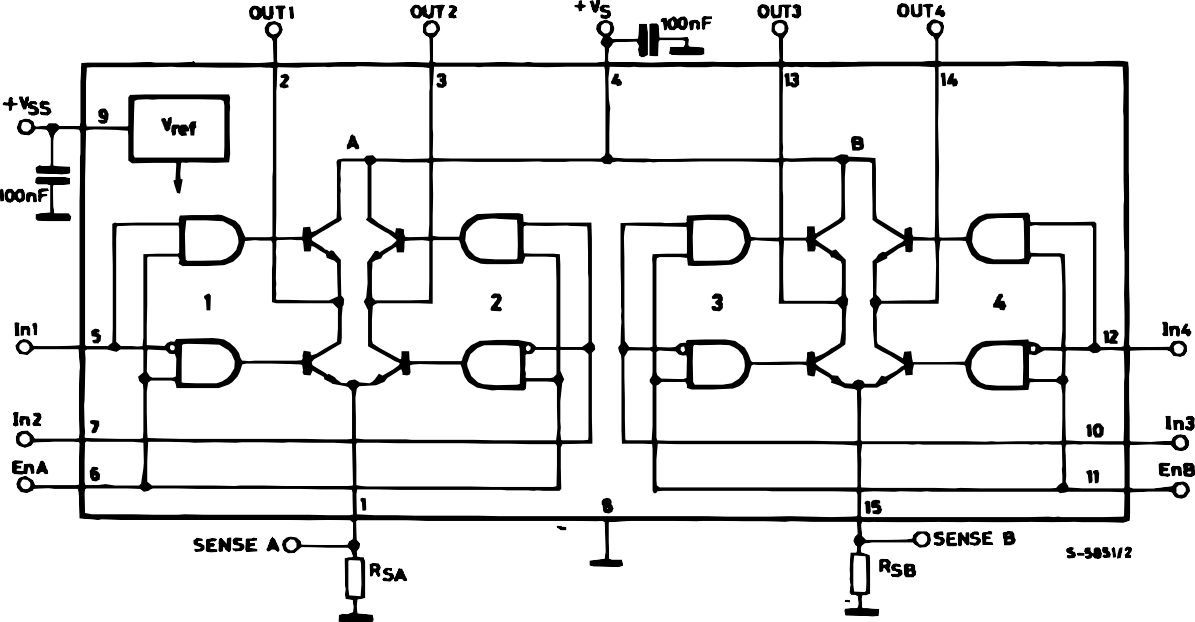 OUT1
OUT2
+VS
100nF
OUT3
OUT4
2
3
4
13
14
+VSS
9
Vref
A
B
100nF
1
2
3
4
In1
5
12
In4
In2
7
10
In3
EnA
6
11
EnB
1
8
15
SENSE A
SENSE B
S-5851/2
RSA
RSB